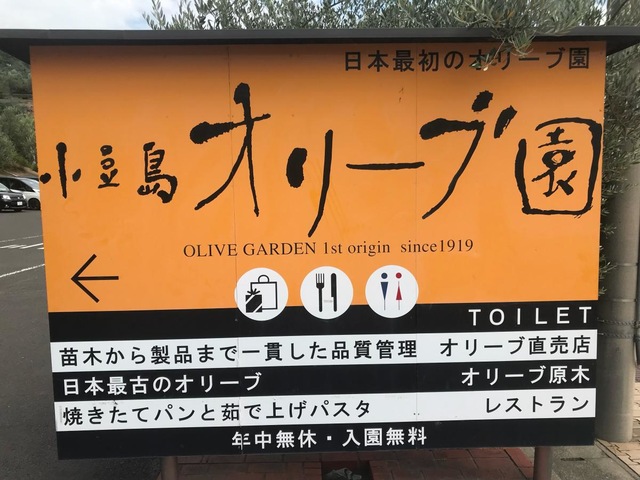 日本最初のオリーブ園
小豆島オリーブ園
OLIVE GARDEN 1st origin since1919
TOILET
苗木から製品まで一貫した品質管理 オリーブ直売店
日本最古のオリーブ オリーブ原木
焼きたてパンと茹で上げパスタ レストラン
年中無休・入園無料